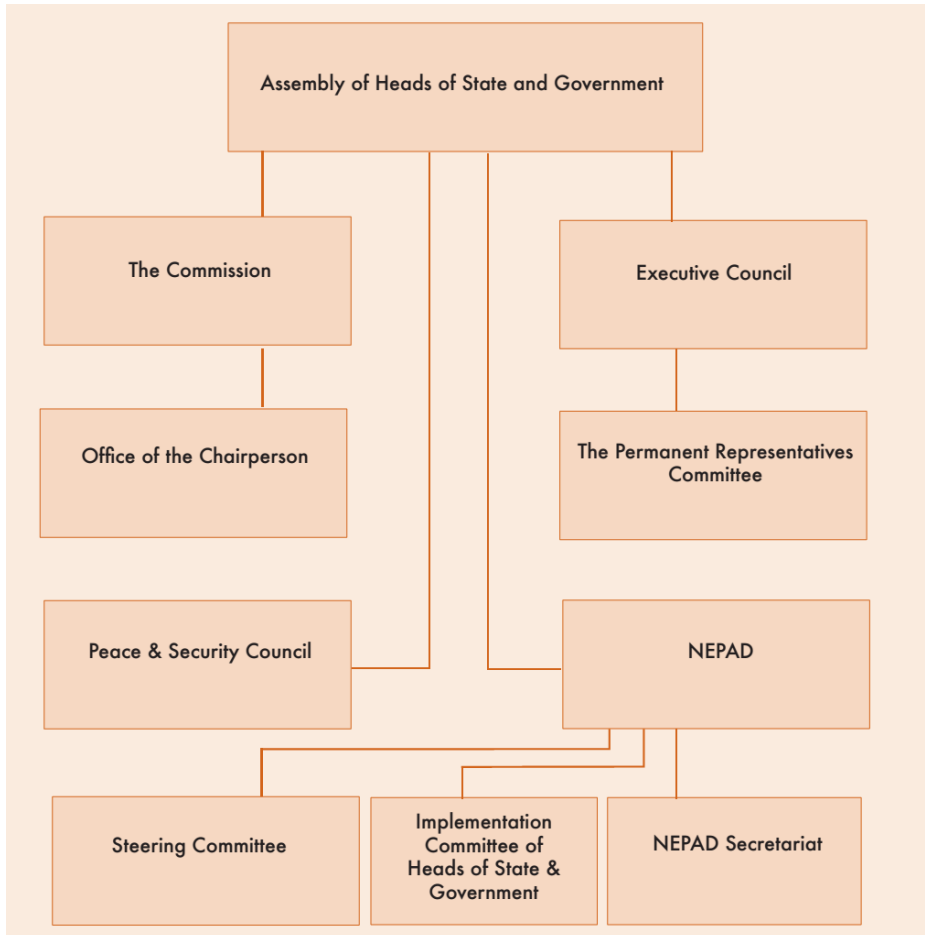 Assembly of Heads of State and Government
The Commission
Executive Council
Office of the Chairperson
The Permanent Representatives
Committee
Peace & Security Council
NEPAD
Steering Committee
Implementation
Committee of
Heads of State &
Government
NEPAD Secretariat